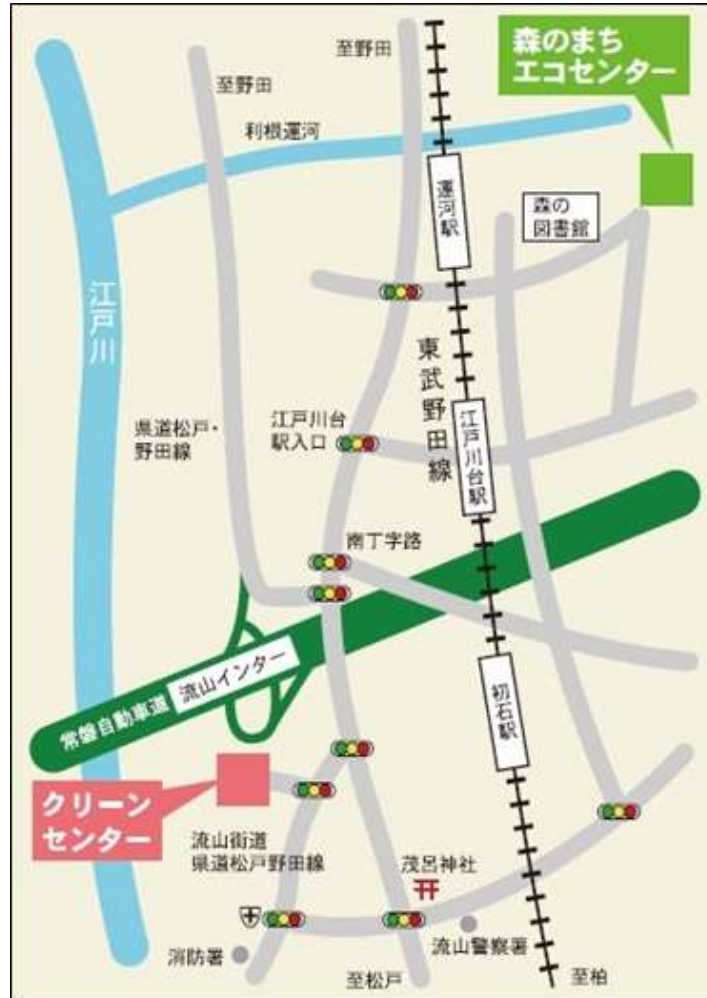 森のまち
エコセンター
至野田
至野田
利根運河
運河駅
森の
図書館
江戸川
東武野田線
江戸川台
駅入口
江戸川台駅
県道松戸・
野田線
南丁字路
流山インター
常磐自動車道
初石駅
クリーン
センター
流山街道
県道松戸野田線
茂呂神社
流山警察署
消防署
至松戸
至柏